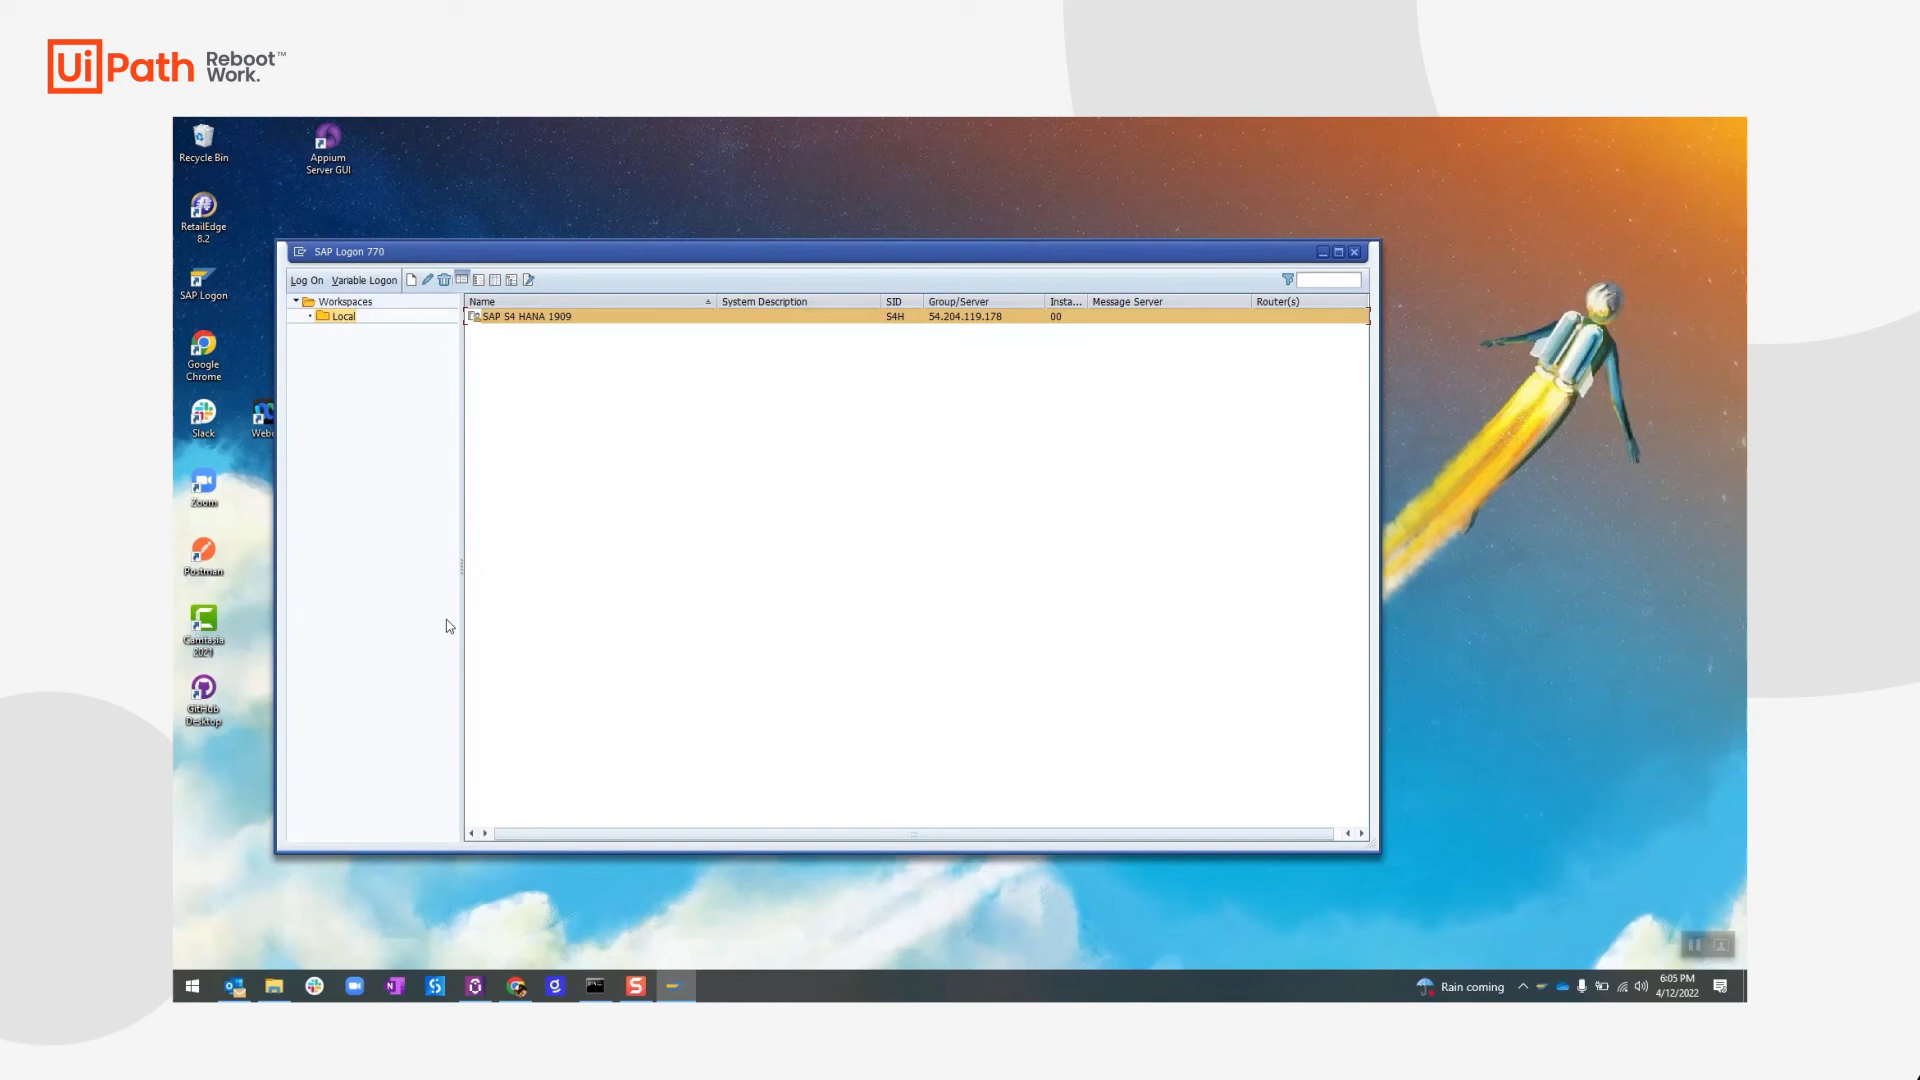 UiPath Reboot™
Work.
Recycle Bin
Appium
Server GUI
RetailEdge
8.2
SAP Logon
Google
Chrome
Slack
Zoom
Postman
Camtasia
2021
GitHub
Desktop
SAP Logon 770
Log On Variable Logon
Workspaces
Local
Name System Description SID Group/Server Insta... Message Server Router(s)
SAP S4 HANA 1909 S4H 54.204.119.178 00
Rain coming
6:05 PM
4/12/2022